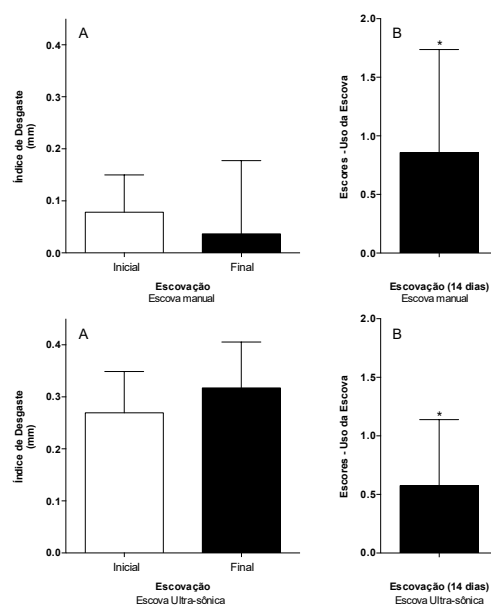 A
Índice de Desgaste
(mm)
0.4
0.3
0.2
0.1
0.0
Inicial
Final
Escovação
Escova manual
B
Escores - Uso da Escova
2.0
1.5
1.0
0.5
0.0
*
Escovação (14 dias)
Escova manual
A
Índice de Desgaste
(mm)
0.4
0.3
0.2
0.1
0.0
Inicial
Final
Escovação
Escova Ultra-sônica
B
Escores - Uso da Escova
2.0
1.5
1.0
0.5
0.0
*
Escovação (14 dias)
Escova Ultra-sônica